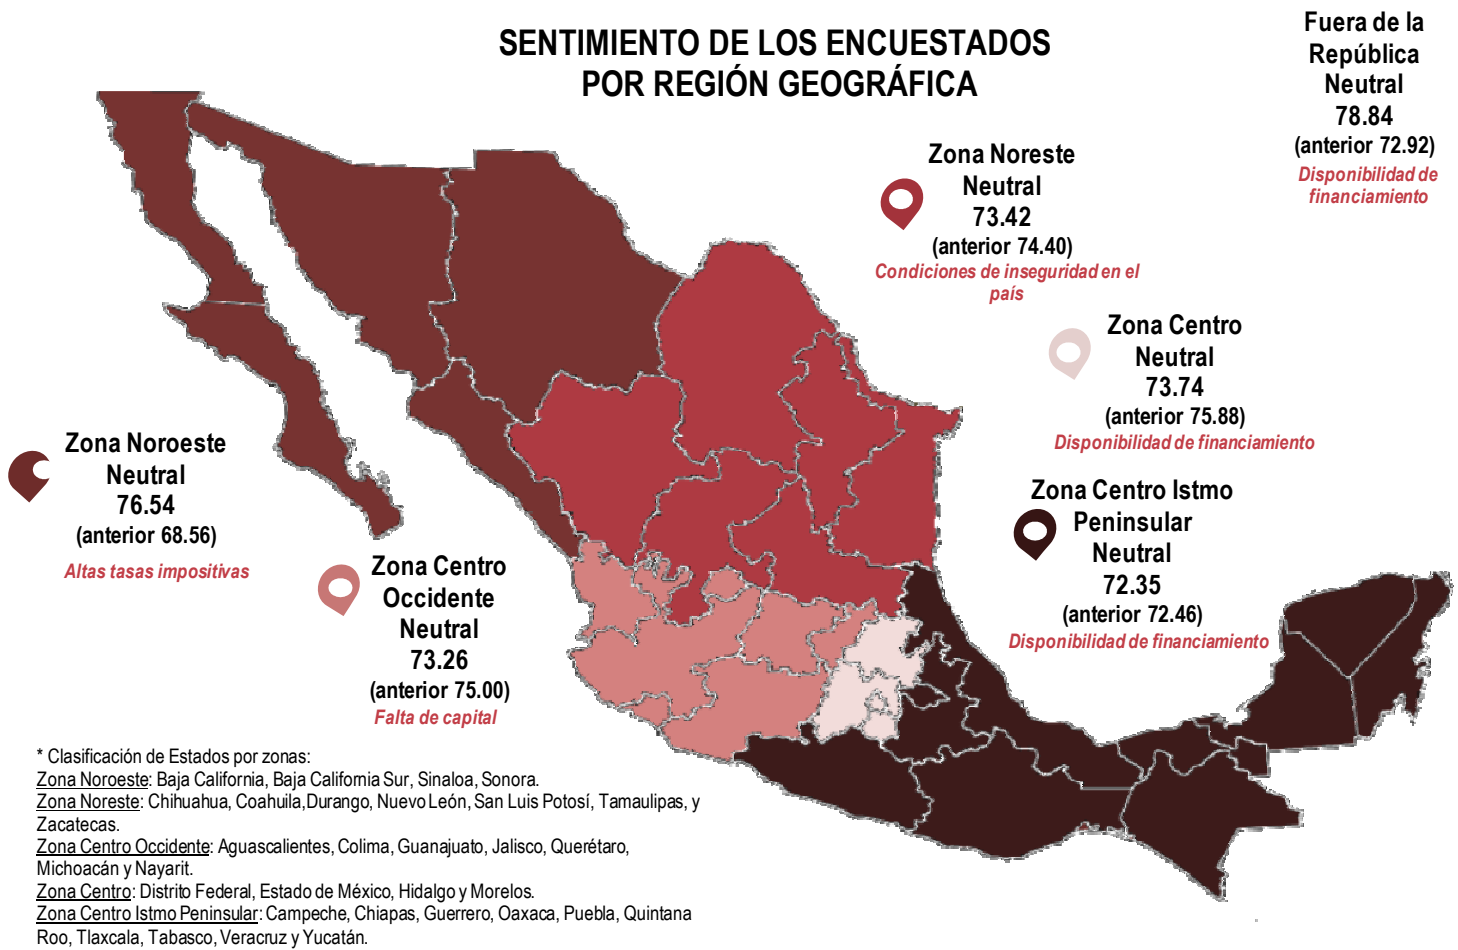 SENTIMIENTO DE LOS ENCUESTADOS
POR REGIÓN GEOGRÁFICA
Fuera de la
República
Neutral
78.84
(anterior 72.92)
Disponibilidad de
financiamiento
Zona Noreste
Neutral
73.42
(anterior 74.40)
Condiciones de inseguridad en el
país
Zona Centro
Neutral
73.74
(anterior 75.88)
Disponibilidad de financiamiento
Zona Noroeste
Neutral
76.54
(anterior 68.56)
Altas tasas impositivas
Zona Centro Istmo
Peninsular
Neutral
72.35
(anterior 72.46)
Disponibilidad de financiamiento
Zona Centro
Occidente
Neutral
73.26
(anterior 75.00)
Falta de capital
* Clasificación de Estados por zonas:
Zona Noroeste: Baja California, Baja California Sur, Sinaloa, Sonora.
Zona Noreste: Chihuahua, Coahuila,Durango, Nuevo León, San Luis Potosí, Tamaulipas, y
Zacatecas.
Zona Centro Occidente: Aguascalientes, Colima, Guanajuato, Jalisco, Querétaro,
Michoacán y Nayarit.
Zona Centro: Distrito Federal, Estado de México, Hidalgo y Morelos.
Zona Centro Istmo Peninsular: Campeche, Chiapas, Guerrero, Oaxaca, Puebla, Quintana
Roo, Tlaxcala, Tabasco, Veracruz y Yucatán.